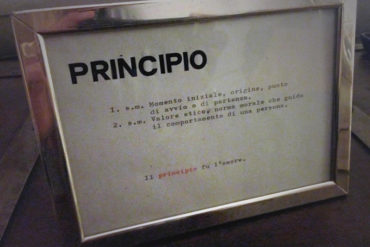 PRINCIPIO
1. s.m. Momento iniziale, origine, punto
di avvio o di partenza.
2. s.m. Valore etico, norma morale che guida
il comportamento di una persona.
Il principio fu l'amore.